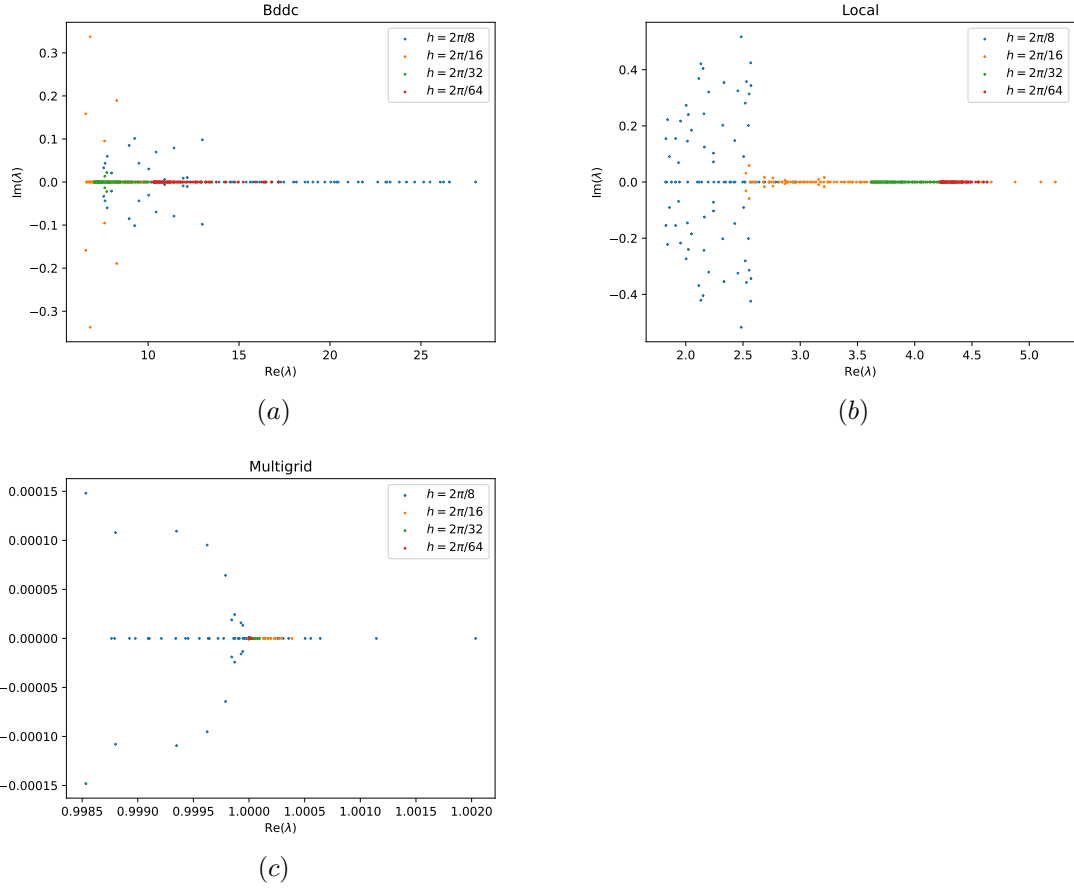 Bddc
Im(λ)
0.3
0.2
0.1
0.0
−0.1
−0.2
−0.3
h = 2π/8
h = 2π/16
h = 2π/32
h = 2π/64
10 15 20 25
Re(λ)
(a)
Local
Im(λ)
0.4
0.2
0.0
−0.2
−0.4
h = 2π/8
h = 2π/16
h = 2π/32
h = 2π/64
2.0 2.5 3.0 3.5 4.0 4.5 5.0
Re(λ)
(b)
Multigrid
0.00015
0.00010
0.00005
0.00000
−0.00005
−0.00010
−0.00015
h = 2π/8
h = 2π/16
h = 2π/32
h = 2π/64
0.9985 0.9990 0.9995 1.0000 1.0005 1.0010 1.0015 1.0020
Re(λ)
(c)